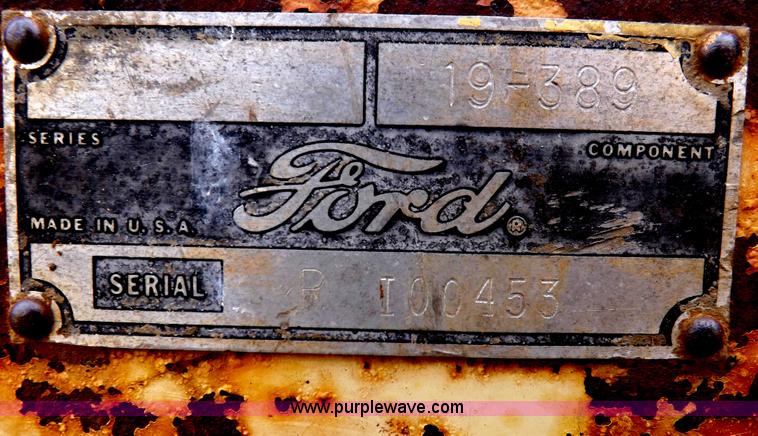 19-389
SERIES
COMPONENT
Ford®
MADE IN U.S.A.
SERIAL P I00453
www.purplewave.com